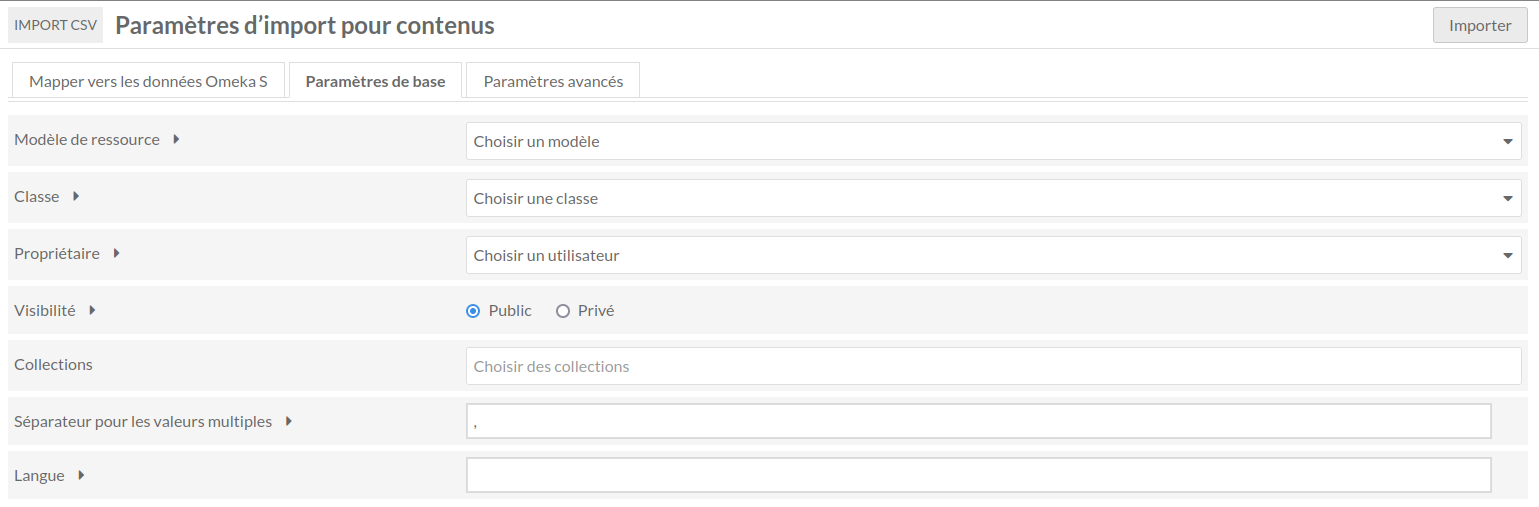 IMPORT CSV Paramètres d’import pour contenus Importer
Mapper vers les données Omeka S Paramètres de base Paramètres avancés
Modèle de ressource Choisir un modèle
Classe Choisir une classe
Propriétaire Choisir un utilisateur
Visibilité Public Privé
Collections Choisir des collections
Séparateur pour les valeurs multiples ,
Langue